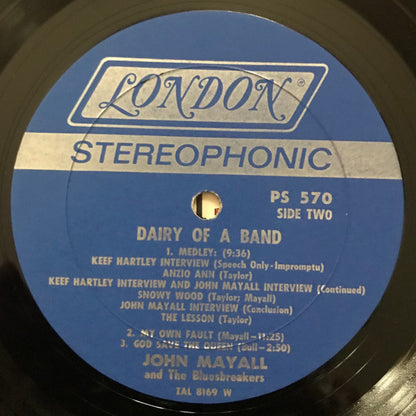 LONDON
STEREOPHONIC
PS 570
SIDE TWO
DAIRY OF A BAND
1. MEDLEY: (9:36)
KEEF HARTLEY INTERVIEW (Speech Only-Impromptu)
ANZIO ANN (Taylor)
KEEF HARTLEY INTERVIEW AND JOHN MAYALL INTERVIEW (Continued)
SNOWY WOOD (Taylor; Mayall)
JOHN MAYALL INTERVIEW (Conclusion)
THE LESSON (Taylor)
2. MY OWN FAULT (Mayall-11:25)
3. GOD SAVE THE QUEEN (Bull-2:50)
JOHN MAYALL
and The Bluesbreakers
ZAL 8169 W